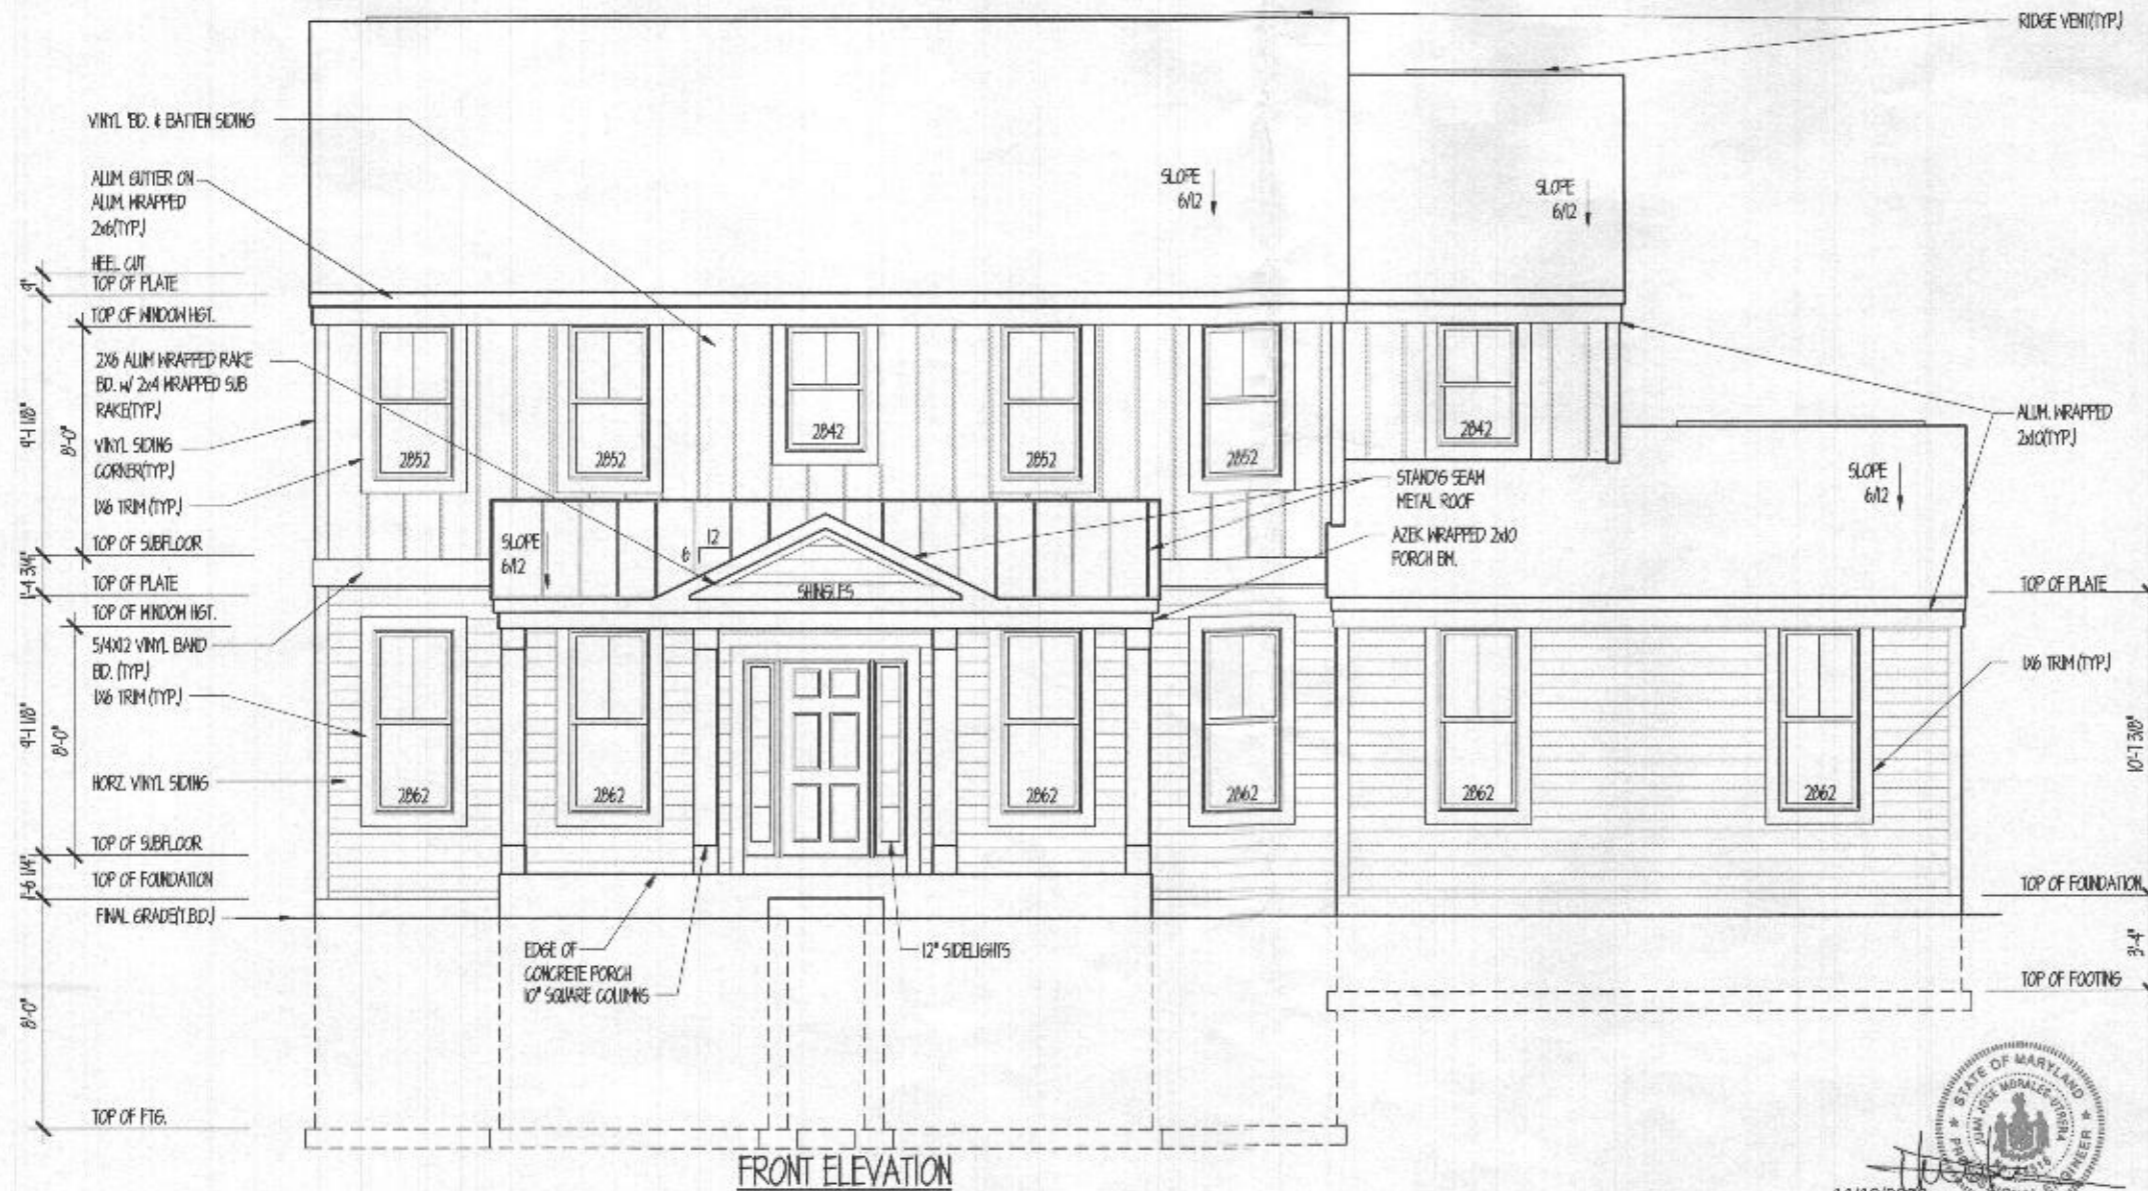 RIDGE VENT(TYP.)
VINYL BD. & BATTEN SIDING
ALUM. GUTTER ON
ALUM. WRAPPED
2x6(TYP.)
HEEL CUT
TOP OF PLATE
TOP OF WINDOW HGT.
2X6 ALUM WRAPPED RAKE
BD. w/ 2x4 WRAPPED SUB
RAKE(TYP.)
VINYL SIDING
CORNER(TYP.)
1X6 TRIM (TYP.)
TOP OF SUBFLOOR
TOP OF PLATE
TOP OF WINDOW HGT.
5/4X12 VINYL BAND
BD. (TYP.)
1X6 TRIM (TYP.)
HORZ. VINYL SIDING
TOP OF SUBFLOOR
TOP OF FOUNDATION
FINAL GRADE(T.B.D.)
TOP OF FTG.
9"
9'-1 1/8"
8'-0"
1'-4 3/4"
9'-1 1/8"
8'-0"
1'-6 1/4"
8'-0"
SLOPE
6/12
SLOPE
6/12
2852
2852
2842
2852
2852
2842
SLOPE
6/12
12
6
SHINGLES
STAND'G SEAM
METAL ROOF
AZEK WRAPPED 2x10
PORCH BM.
SLOPE
6/12
ALUM. WRAPPED
2x10(TYP.)
TOP OF PLATE
1X6 TRIM (TYP.)
2862
2862
2862
2862
2862
2862
10'-1 3/8"
TOP OF FOUNDATION
3'-4"
TOP OF FOOTING
EDGE OF
CONCRETE PORCH
10" SQUARE COLUMNS
12" SIDELIGHTS
FRONT ELEVATION
STATE OF MARYLAND
JUAN JOSE MORALES-UTRERA